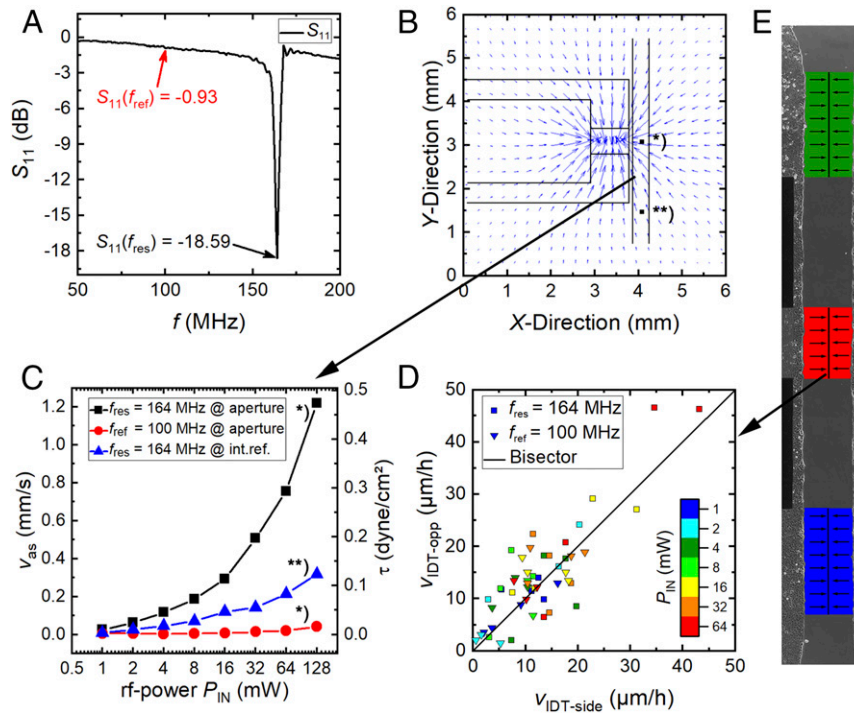 A
S11
S11 (dB)
0
-3
-6
-9
-12
-15
-18
S11(fref) = -0.93
S11(fres) = -18.59
50 100 150 200
f (MHz)
B
Y-Direction (mm)
6
5
4
3
2
1
0
*)
**)
0 1 2 3 4 5 6
X-Direction (mm)
E
C
fres = 164 MHz @ aperture
fref = 100 MHz @ aperture
fres = 164 MHz @ int.ref.
vas (mm/s)
1.2
1.0
0.8
0.6
0.4
0.2
0.0
*)
**)
*)
0.5
0.4
0.3
0.2
0.1
0.0
τ (dyne/cm²)
0.5 1 2 4 8 16 32 64 128
rf-power PIN (mW)
D
fres = 164 MHz
fref = 100 MHz
Bisector
vIDT-opp (µm/h)
50
40
30
20
10
0
PIN (mW)
1
2
4
8
16
32
64
0 10 20 30 40 50
vIDT-side (µm/h)